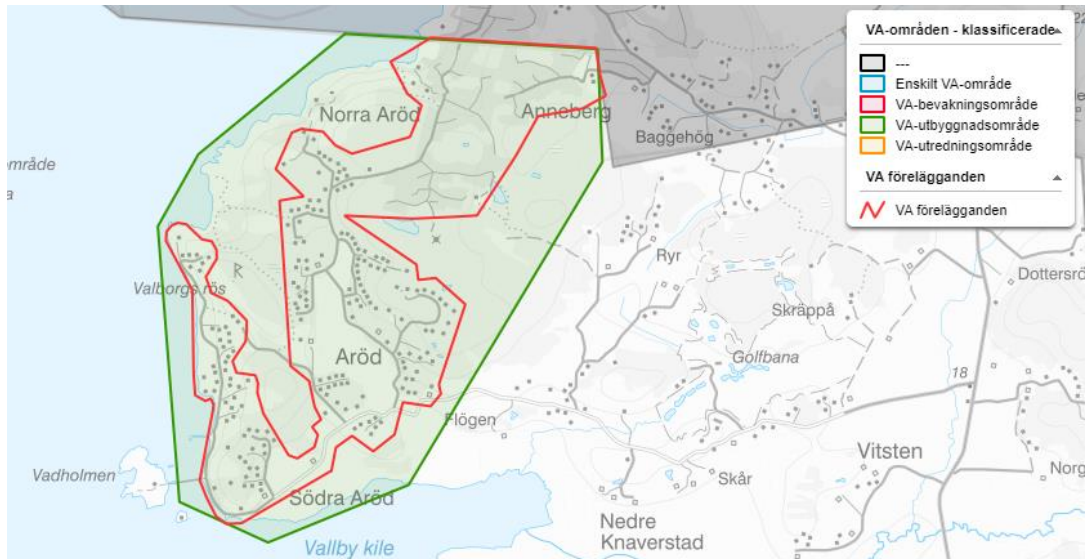 VA-områden - klassificerade
---
Enskilt VA-område
VA-bevakningsområde
VA-utbyggnadsområde
VA-utredningsområde
VA förelägganden
VA förelägganden
22
Norra Aröd
Anneberg
Baggehög
område
a
Ryr
Valborgs rös
R
Dottersrö
Skräppå
Aröd
Golfbana
18
Flögen
Vitsten
Vadholmen
Skår
Norg
Södra Aröd
Nedre
Knaverstad
Vallby kile